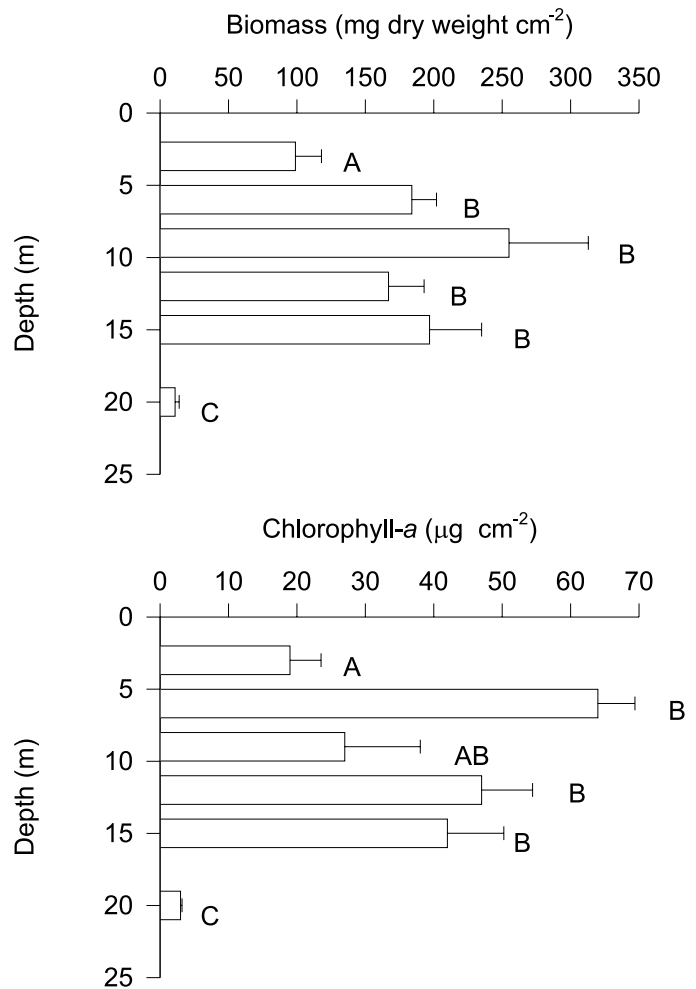 Biomass (mg dry weight cm⁻²)
0 50 100 150 200 250 300 350
0
5
10
15
20
25
Depth (m)
A
B
B
B
B
C
Chlorophyll-a (μg cm⁻²)
0 10 20 30 40 50 60 70
0
5
10
15
20
25
Depth (m)
A
B
AB
B
B
C